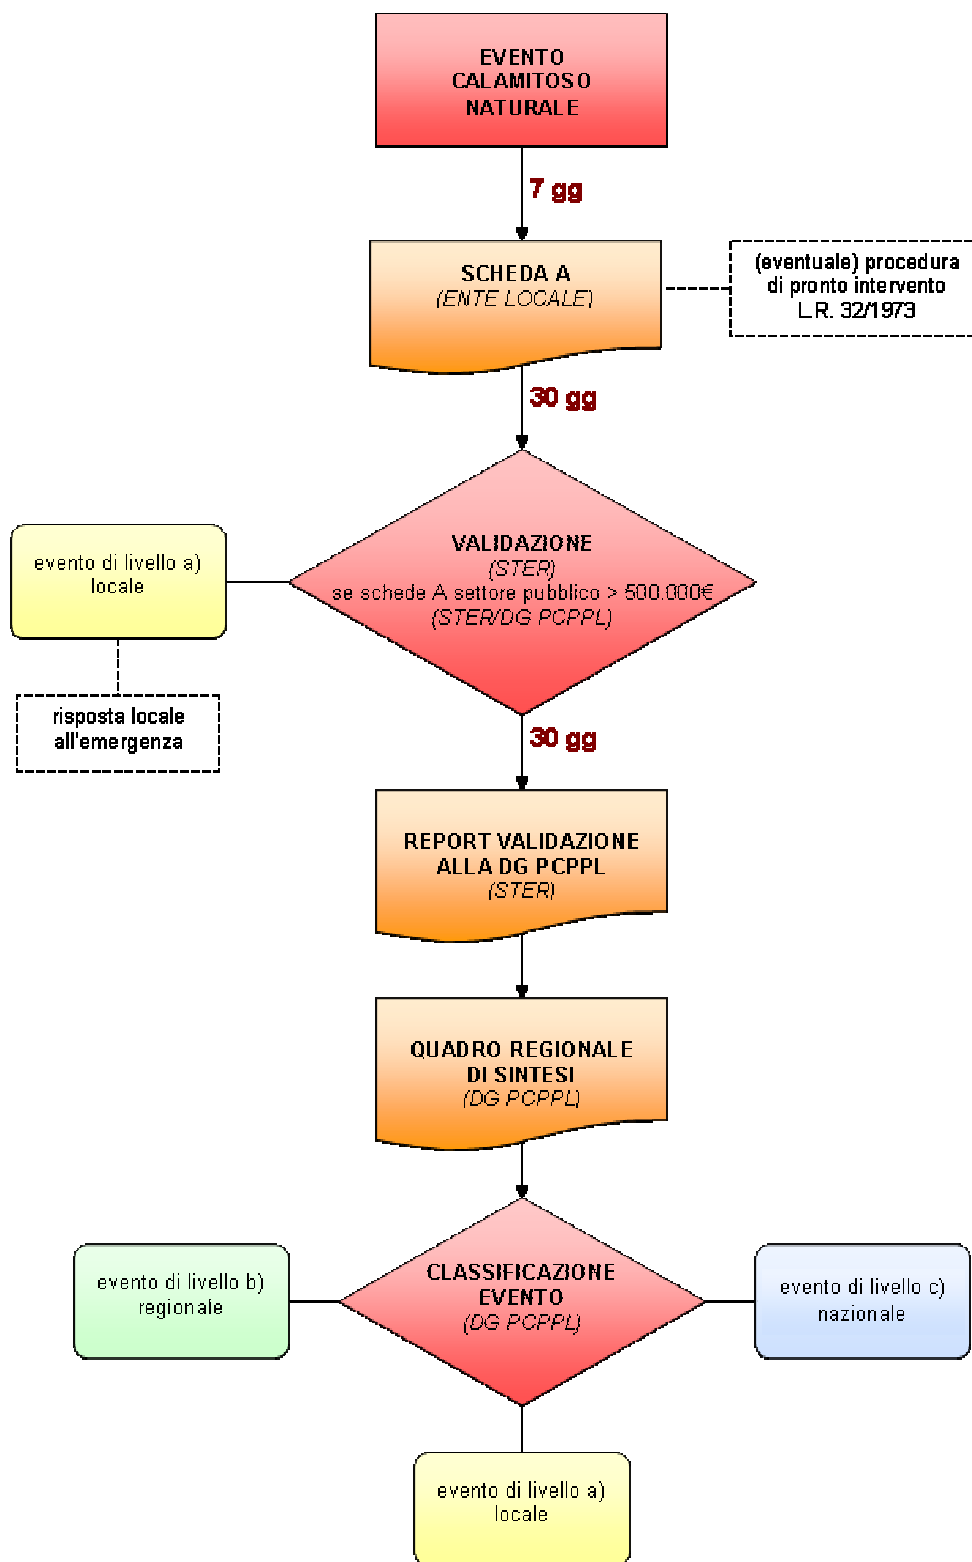 EVENTO
CALAMITOSO
NATURALE
7 gg
SCHEDA A
(ENTE LOCALE)
(eventuale) procedura
di pronto intervento
L.R. 32/1973
30 gg
VALIDAZIONE
(STER)
se schede A settore pubblico > 500.000€
(STER/DG PCPPL)
evento di livello a)
locale
risposta locale
all'emergenza
30 gg
REPORT VALIDAZIONE
ALLA DG PCPPL
(STER)
QUADRO REGIONALE
DI SINTESI
(DG PCPPL)
CLASSIFICAZIONE
EVENTO
(DG PCPPL)
evento di livello b)
regionale
evento di livello c)
nazionale
evento di livello a)
locale